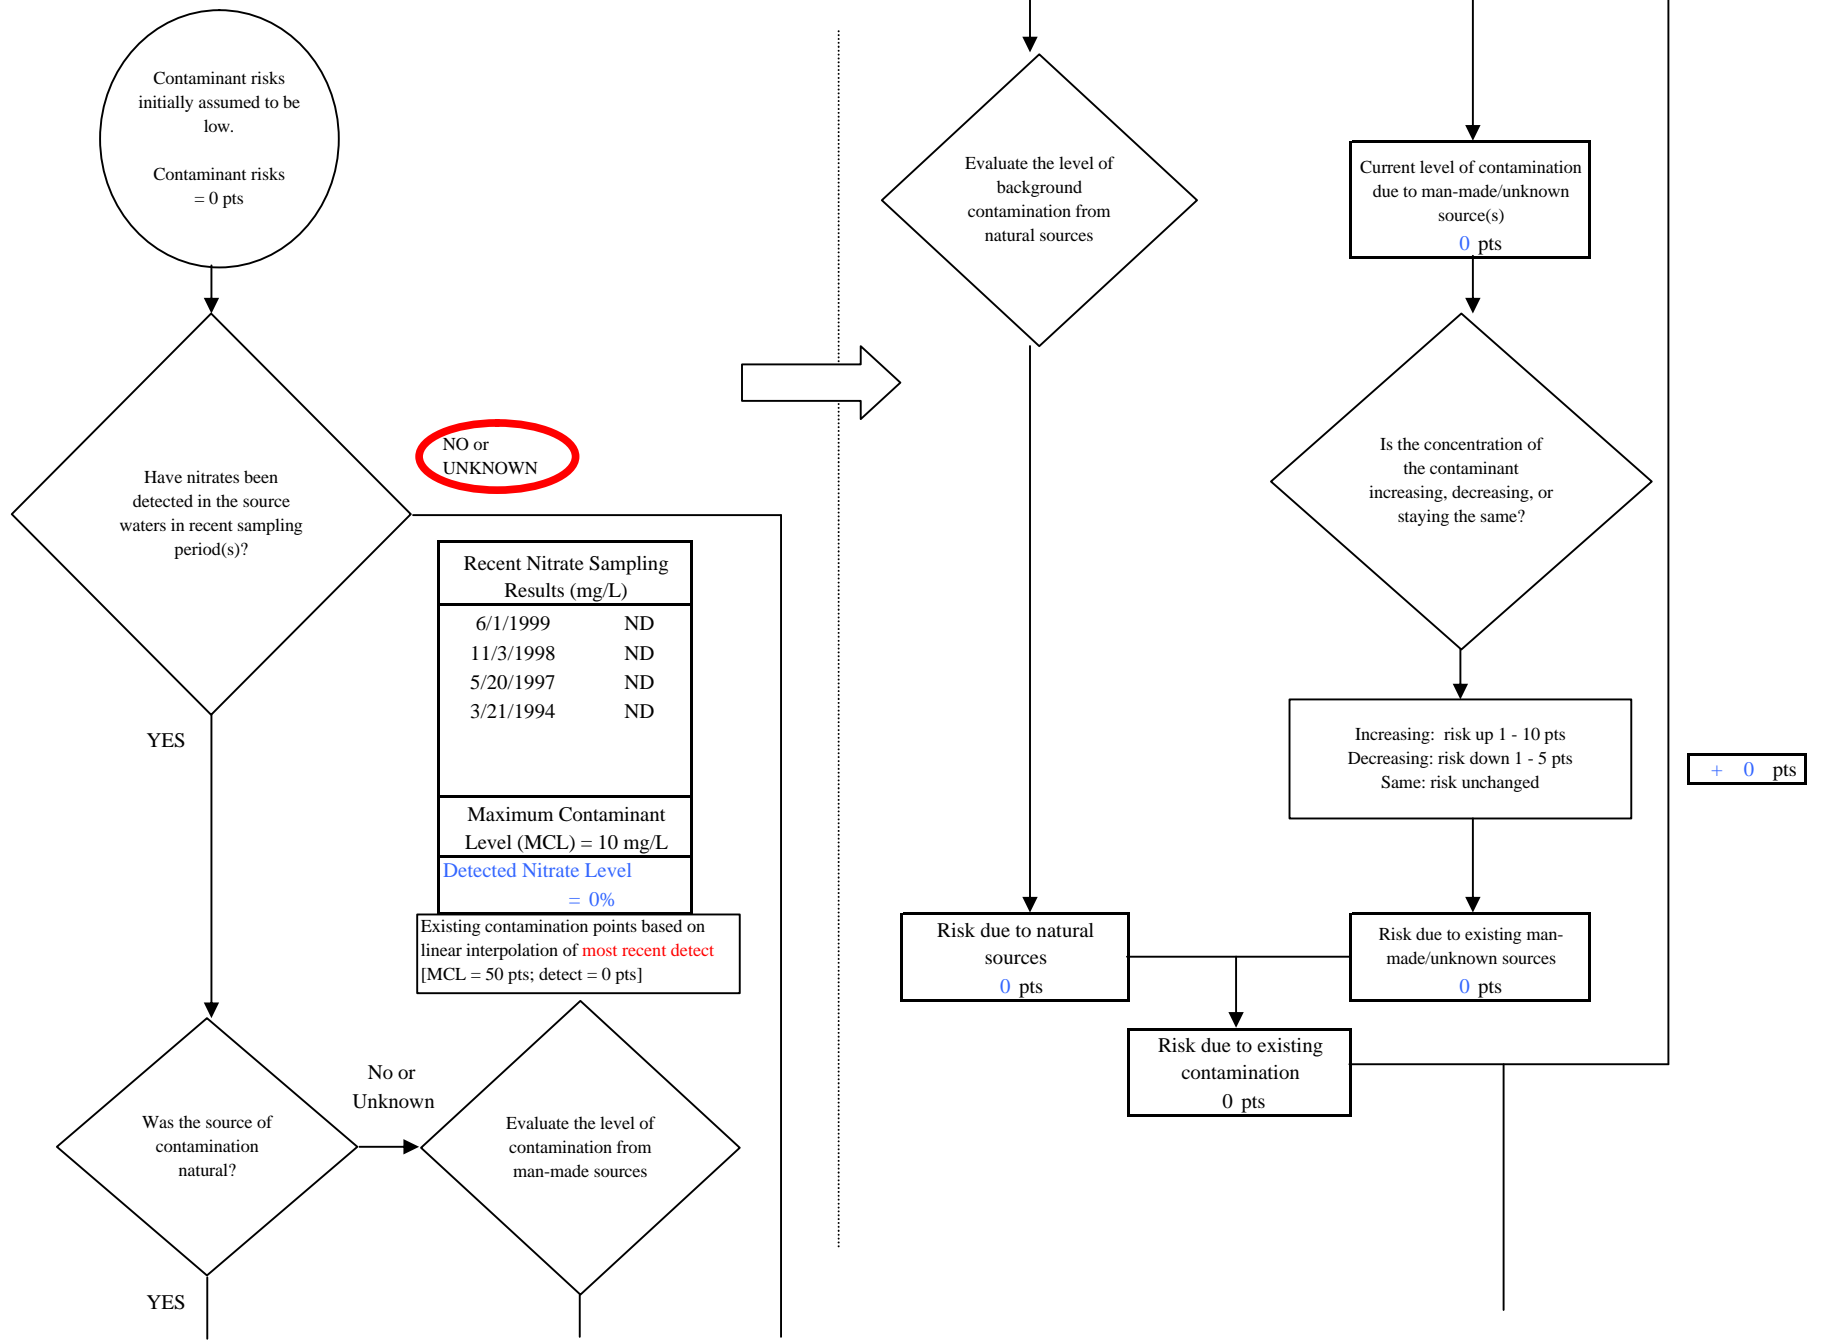 Contaminant risks
initially assumed to be
low.
Contaminant risks
= 0 pts
Have nitrates been
detected in the source
waters in recent sampling
period(s)?
NO or
UNKNOWN
YES
Recent Nitrate Sampling
Results (mg/L)
6/1/1999 ND
11/3/1998 ND
5/20/1997 ND
3/21/1994 ND
Maximum Contaminant
Level (MCL) = 10 mg/L
Detected Nitrate Level
= 0%
Existing contamination points based on
linear interpolation of most recent detect
[MCL = 50 pts; detect = 0 pts]
Was the source of
contamination
natural?
No or
Unknown
YES
Evaluate the level of
contamination from
man-made sources
Evaluate the level of
background
contamination from
natural sources
Current level of contamination
due to man-made/unknown
source(s)
0 pts
Is the concentration of
the contaminant
increasing, decreasing, or
staying the same?
Increasing: risk up 1 - 10 pts
Decreasing: risk down 1 - 5 pts
Same: risk unchanged
+ 0 pts
Risk due to natural
sources
0 pts
Risk due to existing man-
made/unknown sources
0 pts
Risk due to existing
contamination
0 pts